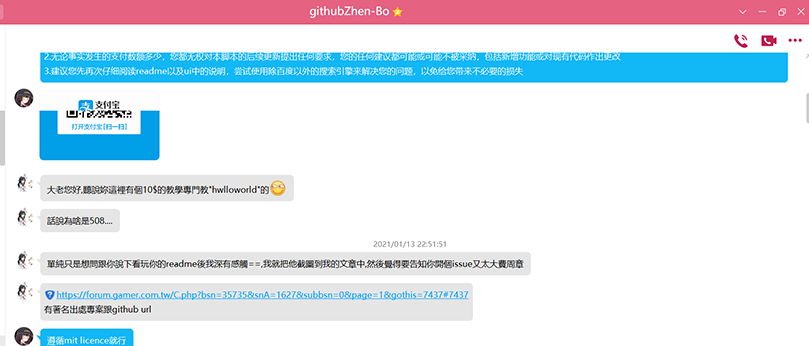 githubZhen-Bo
2.无论事实发生的支付数额多少，您都无权对本脚本的后续更新提出任何要求，您的任何建议都可能或可能不被采纳，包括新增功能或对现有代码作出更改
3.建议您先再次仔细阅读readme以及ui中的说明，尝试使用除百度以外的搜索引擎来解决您的问题，以免给您带来不必要的损失
支付宝
打开支付宝[扫一扫]
大老您好,聽說妳這裡有個10$的教學專門教"hwlloworld"的
話說為啥是508....
2021/01/13 22:51:51
單純只是想問跟你說下看玩你的readme後我深有感觸==,我就把他截圖到我的文章中,然後覺得要告知你開個issue又太大費周章
https://forum.gamer.com.tw/C.php?bsn=35735&snA=1627&subbsn=0&page=1&gothis=7437#7437
有著名出處專案跟github url
遵循mit licence就行